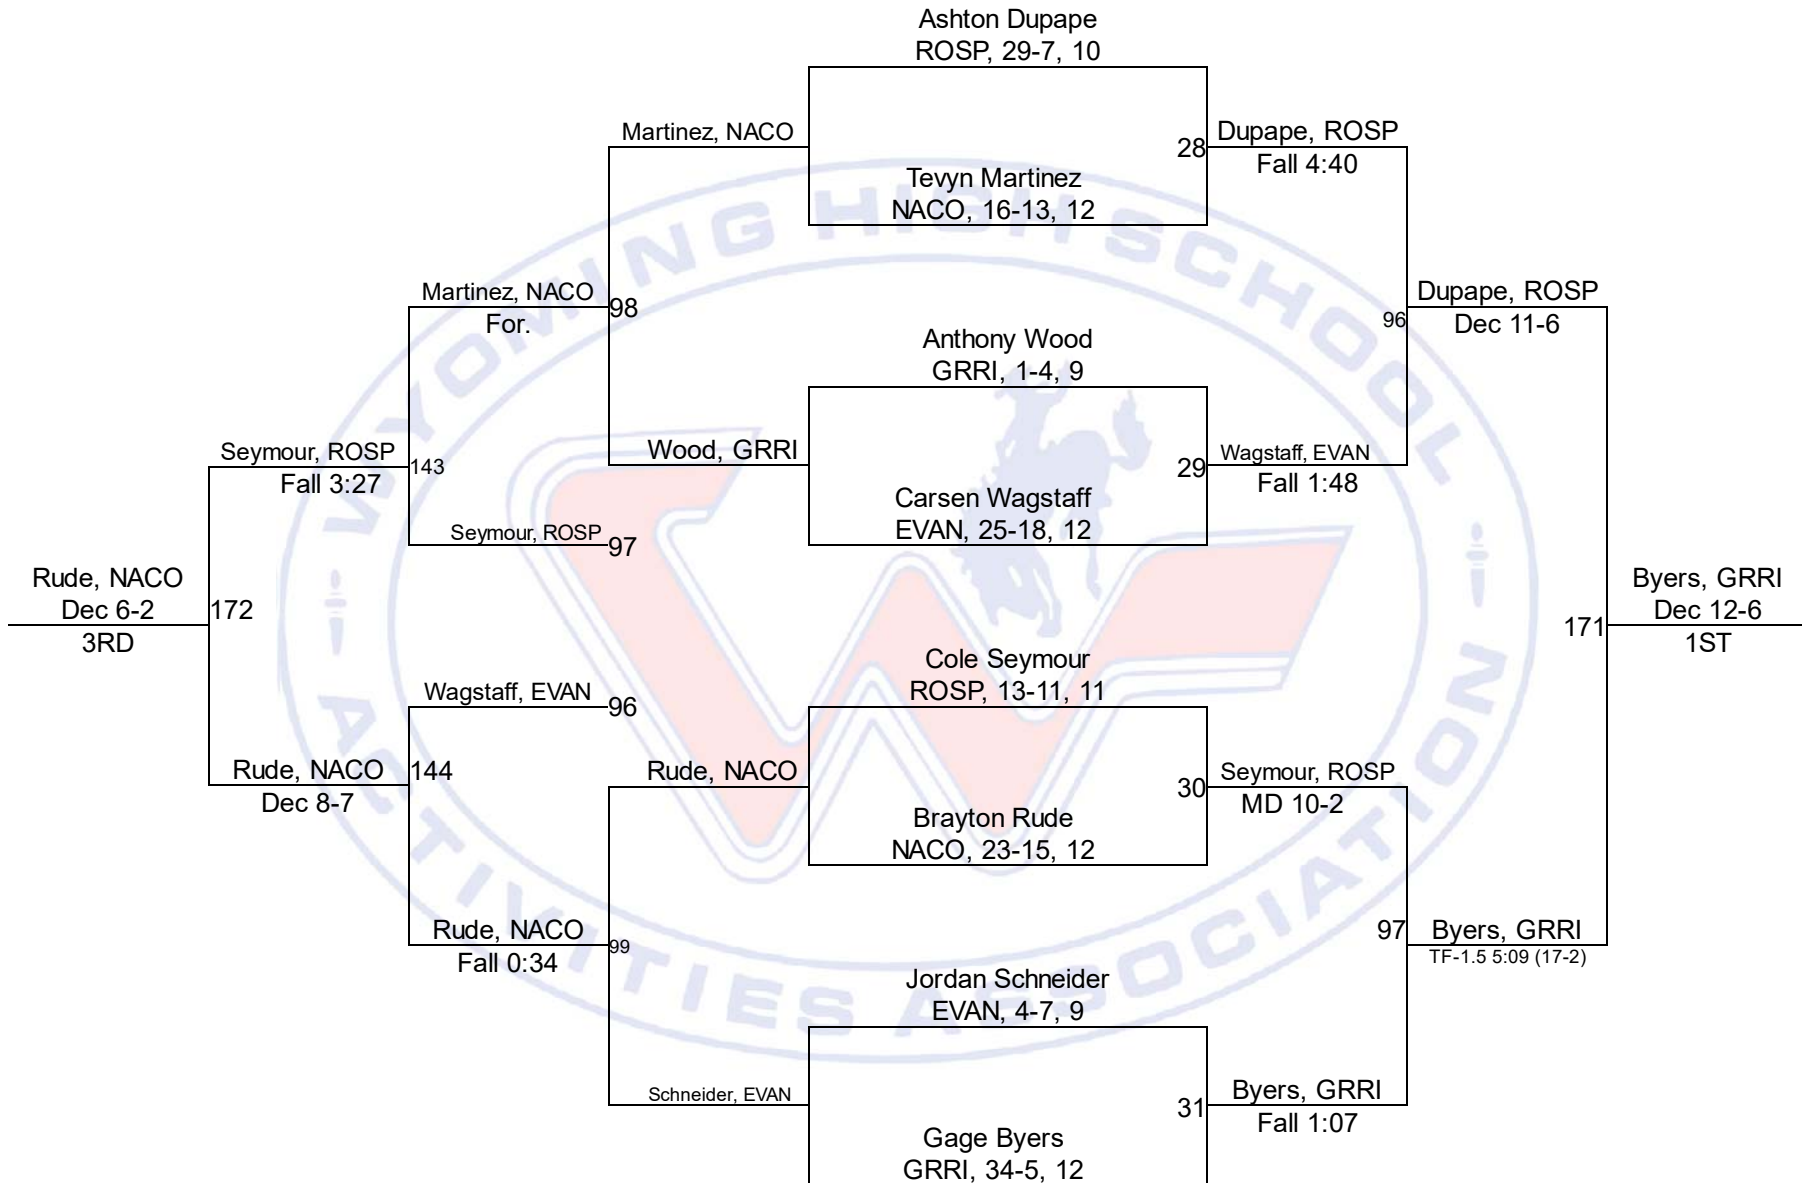 Ashton Dupape
ROSP, 29-7, 10
Martinez, NACO
28
Dupape, ROSP
Fall 4:40
Tevyn Martinez
NACO, 16-13, 12
Martinez, NACO
For.
98
96
Dupape, ROSP
Dec 11-6
Anthony Wood
GRRI, 1-4, 9
Seymour, ROSP
Fall 3:27
143
Wood, GRRI
29
Wagstaff, EVAN
Fall 1:48
Carsen Wagstaff
EVAN, 25-18, 12
Seymour, ROSP
97
Rude, NACO
Dec 6-2
3RD
172
171
Byers, GRRI
Dec 12-6
1ST
Cole Seymour
ROSP, 13-11, 11
Wagstaff, EVAN
96
Rude, NACO
Dec 8-7
144
Rude, NACO
30
Seymour, ROSP
MD 10-2
Brayton Rude
NACO, 23-15, 12
Rude, NACO
Fall 0:34
99
97
Byers, GRRI
TF-1.5 5:09 (17-2)
Jordan Schneider
EVAN, 4-7, 9
Schneider, EVAN
31
Byers, GRRI
Fall 1:07
Gage Byers
GRRI, 34-5, 12
WYOMING HIGH SCHOOL
ACTIVITIES ASSOCIATION